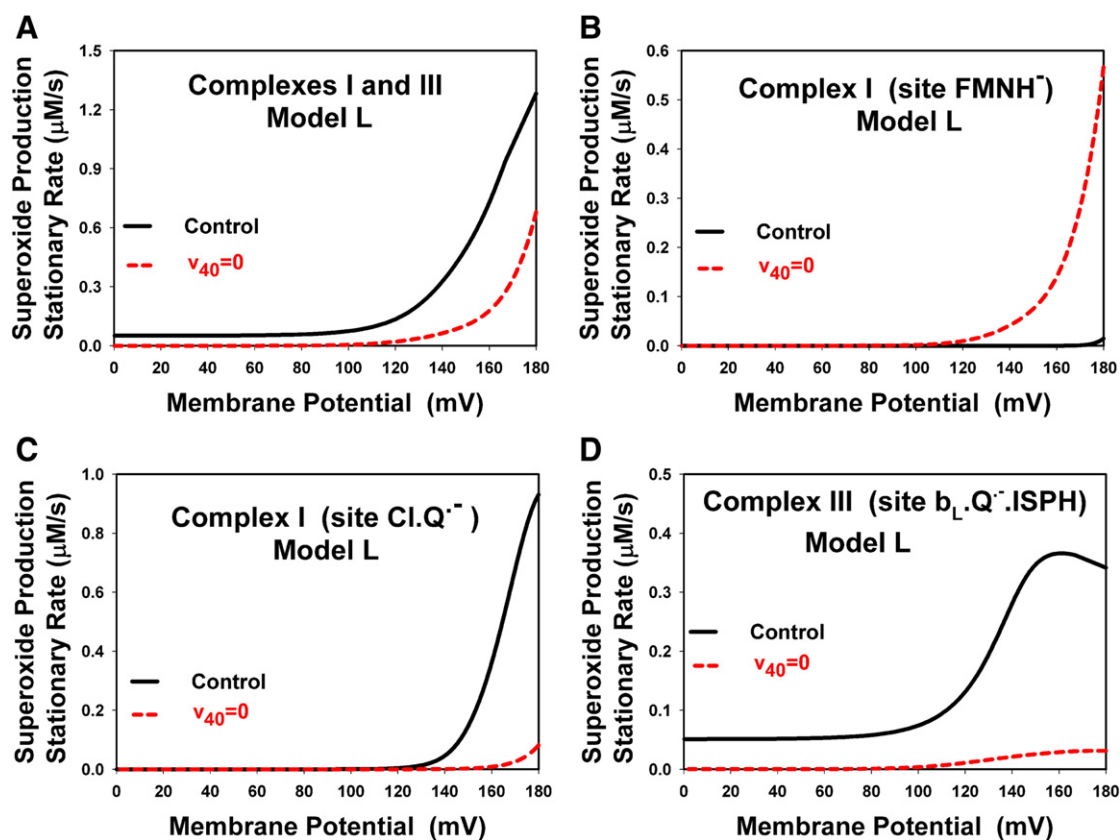 A
Superoxide Production
Stationary Rate (μM/s)
1.5
1.2
0.9
0.6
0.3
0.0
Complexes I and III
Model L
Control
v40=0
0 20 40 60 80 100 120 140 160 180
Membrane Potential (mV)
B
Superoxide Production
Stationary Rate (μM/s)
0.6
0.5
0.4
0.3
0.2
0.1
0.0
Complex I (site FMNH⁻)
Model L
Control
v40=0
0 20 40 60 80 100 120 140 160 180
Membrane Potential (mV)
C
Superoxide Production
Stationary Rate (μM/s)
1.0
0.8
0.6
0.4
0.2
0.0
Complex I (site CI.Q·⁻)
Model L
Control
v40=0
0 20 40 60 80 100 120 140 160 180
Membrane Potential (mV)
D
Superoxide Production
Stationary Rate (μM/s)
0.5
0.4
0.3
0.2
0.1
0.0
Complex III (site bL.Q·⁻.ISPH)
Model L
Control
v40=0
0 20 40 60 80 100 120 140 160 180
Membrane Potential (mV)